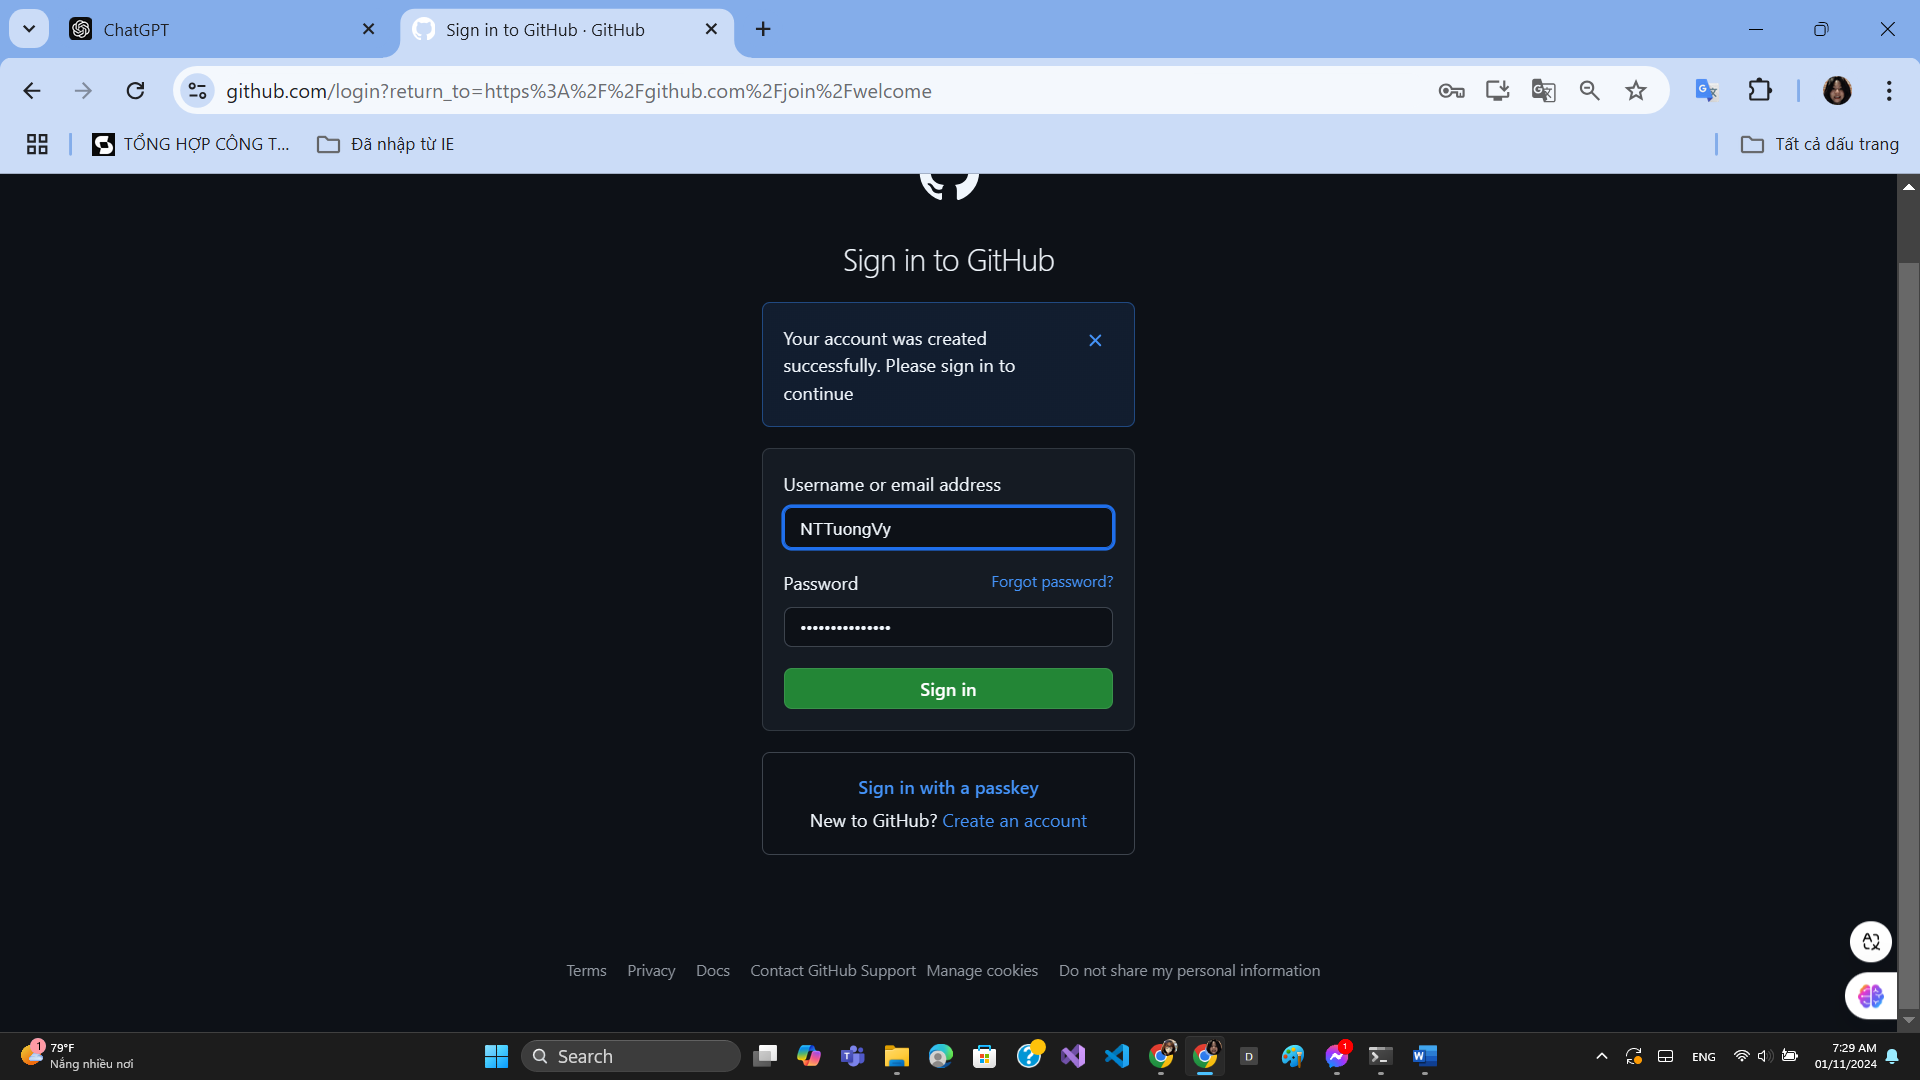 ChatGPT
Sign in to GitHub · GitHub
github.com/login?return_to=https%3A%2F%2Fgithub.com%2Fjoin%2Fwelcome
TỔNG HỢP CÔNG T...
Đã nhập từ IE
Tất cả dấu trang
Sign in to GitHub
Your account was created
successfully. Please sign in to
continue
Username or email address
NTTuongVy
Password
Forgot password?
•••••••••••••••
Sign in
Sign in with a passkey
New to GitHub? Create an account
Terms
Privacy
Docs
Contact GitHub Support
Manage cookies
Do not share my personal information
1
79°F
Nắng nhiều nơi
Search
D
1
ENG
7:29 AM
01/11/2024